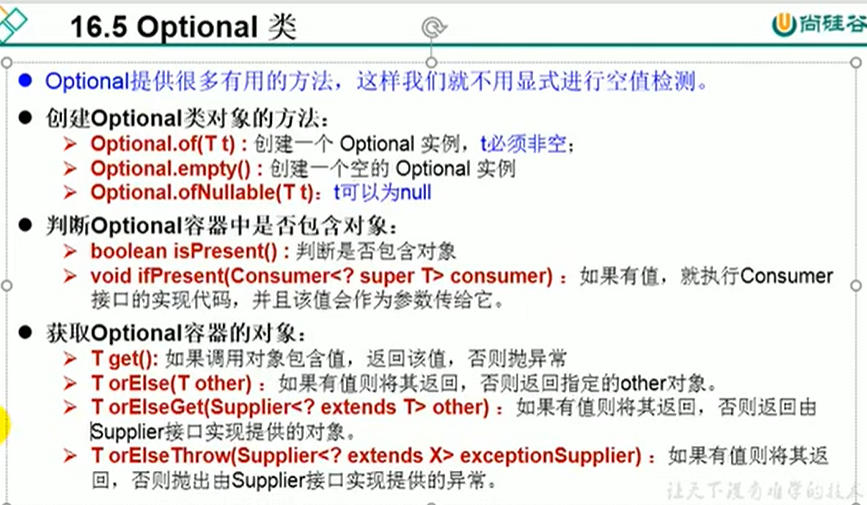 16.5 Optional 类
尚硅谷
Optional提供很多有用的方法，这样我们就不用显式进行空值检测。
创建Optional类对象的方法：
Optional.of(T t) : 创建一个 Optional 实例，t必须非空；
Optional.empty() : 创建一个空的 Optional 实例
Optional.ofNullable(T t)：t可以为null
判断Optional容器中是否包含对象：
boolean isPresent() : 判断是否包含对象
void ifPresent(Consumer<? super T> consumer) ：如果有值，就执行Consumer
接口的实现代码，并且该值会作为参数传给它。
获取Optional容器的对象：
T get(): 如果调用对象包含值，返回该值，否则抛异常
T orElse(T other) ：如果有值则将其返回，否则返回指定的other对象。
T orElseGet(Supplier<? extends T> other) ：如果有值则将其返回，否则返回由
Supplier接口实现提供的对象。
T orElseThrow(Supplier<? extends X> exceptionSupplier) ：如果有值则将其返
回，否则抛出由Supplier接口实现提供的异常。
让天下没有难学的技术